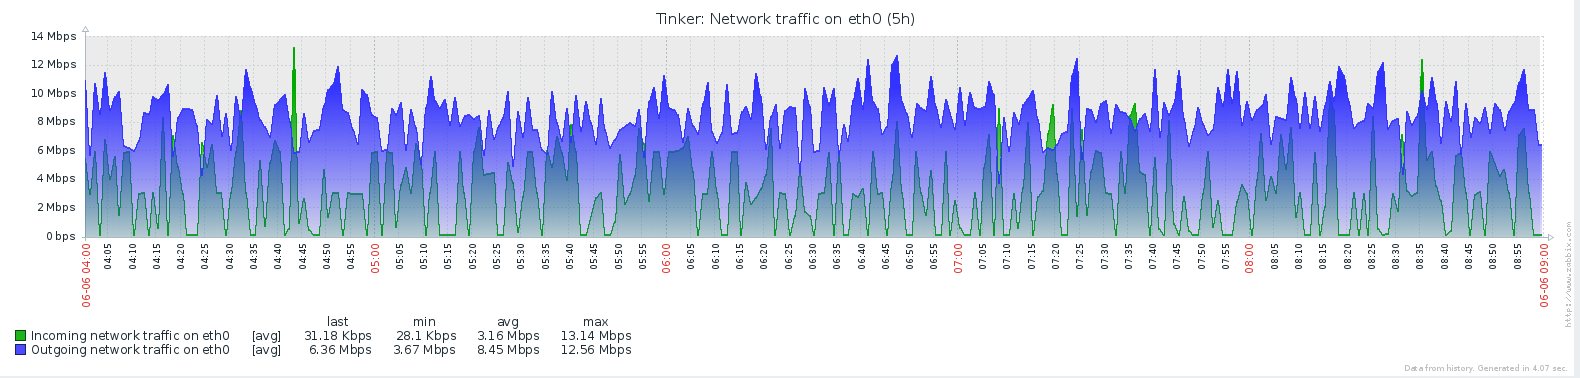 Tinker: Network traffic on eth0 (5h)
14 Mbps
12 Mbps
10 Mbps
8 Mbps
6 Mbps
4 Mbps
2 Mbps
0 bps
06-06 04:00 04:05 04:10 04:15 04:20 04:25 04:30 04:35 04:40 04:45 04:50 04:55 05:00 05:05 05:10 05:15 05:20 05:25 05:30 05:35 05:40 05:45 05:50 05:55 06:00 06:05 06:10 06:15 06:20 06:25 06:30 06:35 06:40 06:45 06:50 06:55 07:00 07:05 07:10 07:15 07:20 07:25 07:30 07:35 07:40 07:45 07:50 07:55 08:00 08:05 08:10 08:15 08:20 08:25 08:30 08:35 08:40 08:45 08:50 08:55 06-06 09:00
last min avg max
Incoming network traffic on eth0 [avg] 31.18 Kbps 28.1 Kbps 3.16 Mbps 13.14 Mbps
Outgoing network traffic on eth0 [avg] 6.36 Mbps 3.67 Mbps 8.45 Mbps 12.56 Mbps
http://www.zabbix.com
Data from history. Generated in 4.07 sec.